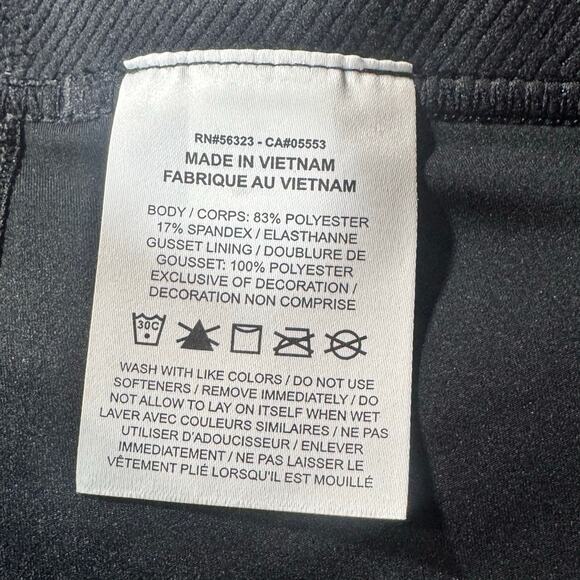 RN#56323 - CA#05553
MADE IN VIETNAM
FABRIQUE AU VIETNAM
BODY / CORPS: 83% POLYESTER
17% SPANDEX / ELASTHANNE
GUSSET LINING / DOUBLURE DE
GOUSSET: 100% POLYESTER
EXCLUSIVE OF DECORATION /
DECORATION NON COMPRISE
30C
WASH WITH LIKE COLORS / DO NOT USE
SOFTENERS / REMOVE IMMEDIATELY / DO
NOT ALLOW TO LAY ON ITSELF WHEN WET
LAVER AVEC COULEURS SIMILAIRES / NE PAS
UTILISER D'ADOUCISSEUR / ENLEVER
IMMEDIATEMENT / NE PAS LAISSER LE
VÊTEMENT PLIÉ LORSQU'IL EST MOUILLÉ